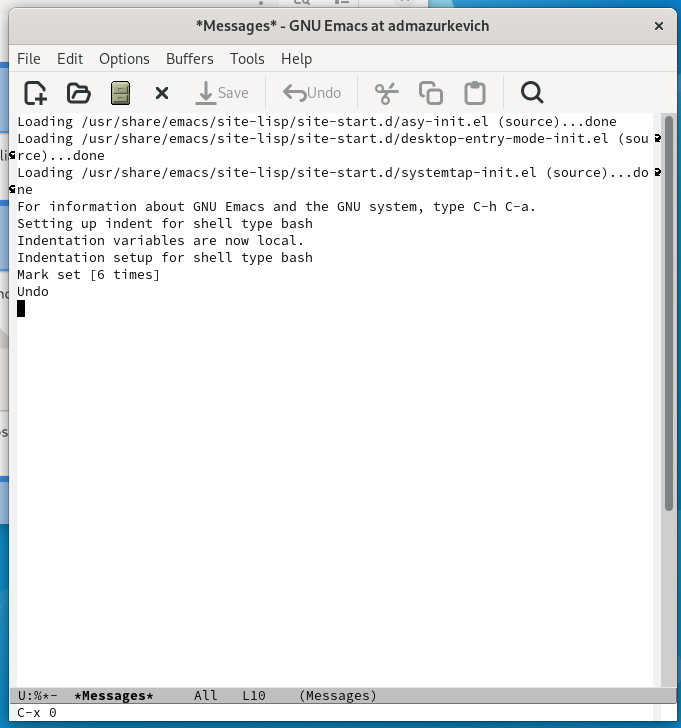 *Messages* - GNU Emacs at admazurkevich
File Edit Options Buffers Tools Help
Save Undo
Loading /usr/share/emacs/site-lisp/site-start.d/asy-init.el (source)...done
Loading /usr/share/emacs/site-lisp/site-start.d/desktop-entry-mode-init.el (sou
rce)...done
Loading /usr/share/emacs/site-lisp/site-start.d/systemtap-init.el (source)...do
ne
For information about GNU Emacs and the GNU system, type C-h C-a.
Setting up indent for shell type bash
Indentation variables are now local.
Indentation setup for shell type bash
Mark set [6 times]
Undo
U:%*- *Messages* All L10 (Messages)
C-x 0